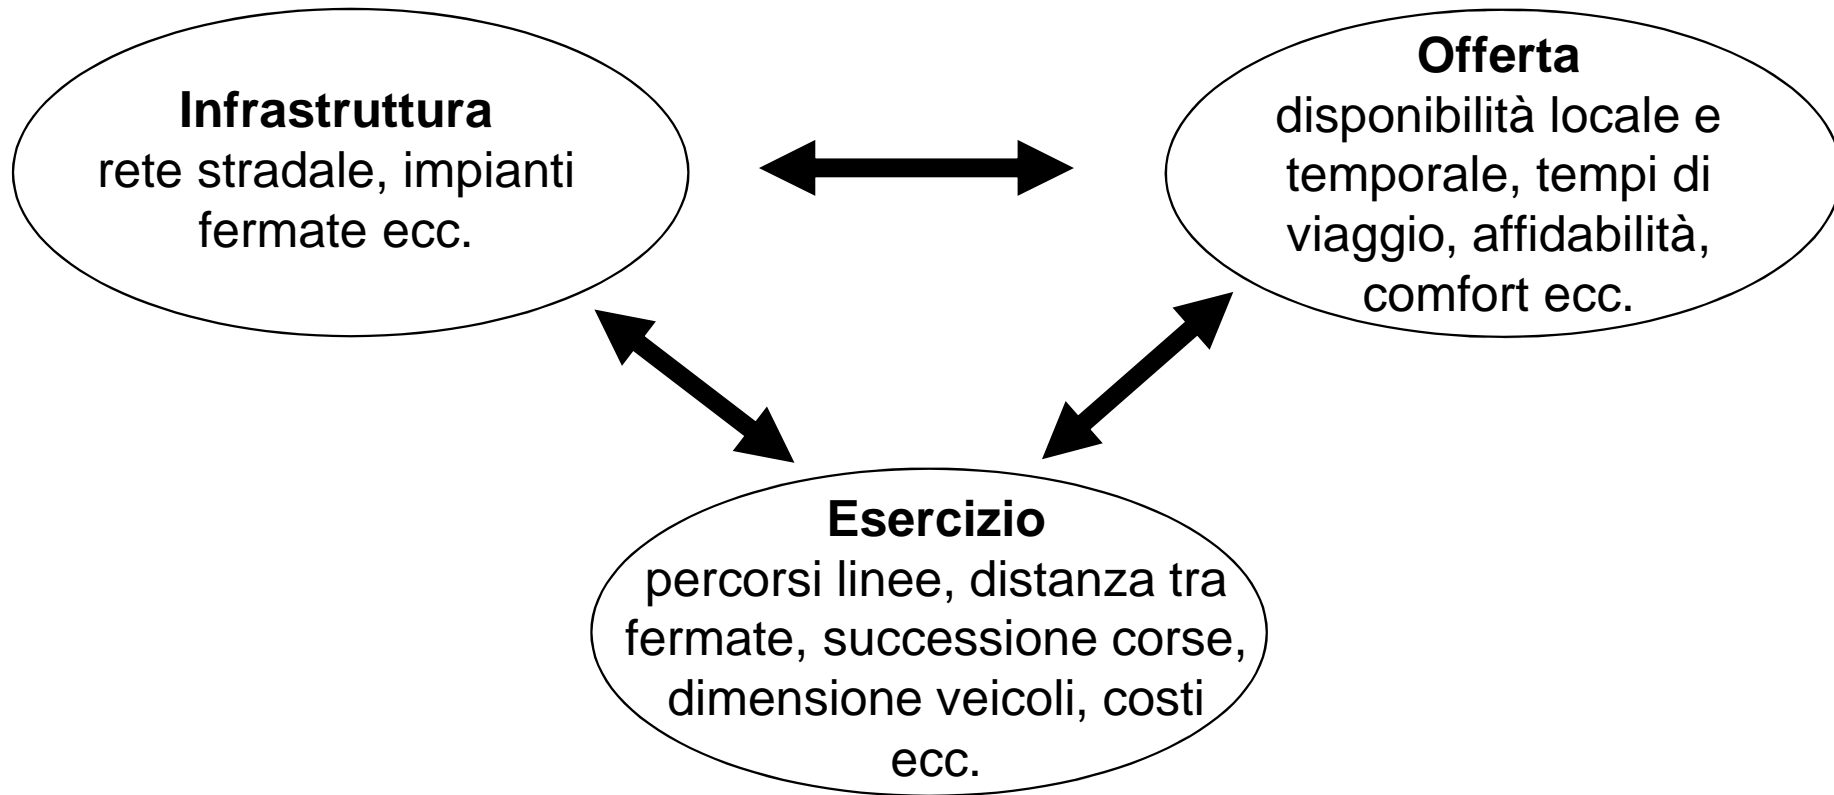 Infrastruttura
rete stradale, impianti
fermate ecc.
Offerta
disponibilità locale e
temporale, tempi di
viaggio, affidabilità,
comfort ecc.
Esercizio
percorsi linee, distanza tra
fermate, successione corse,
dimensione veicoli, costi
ecc.